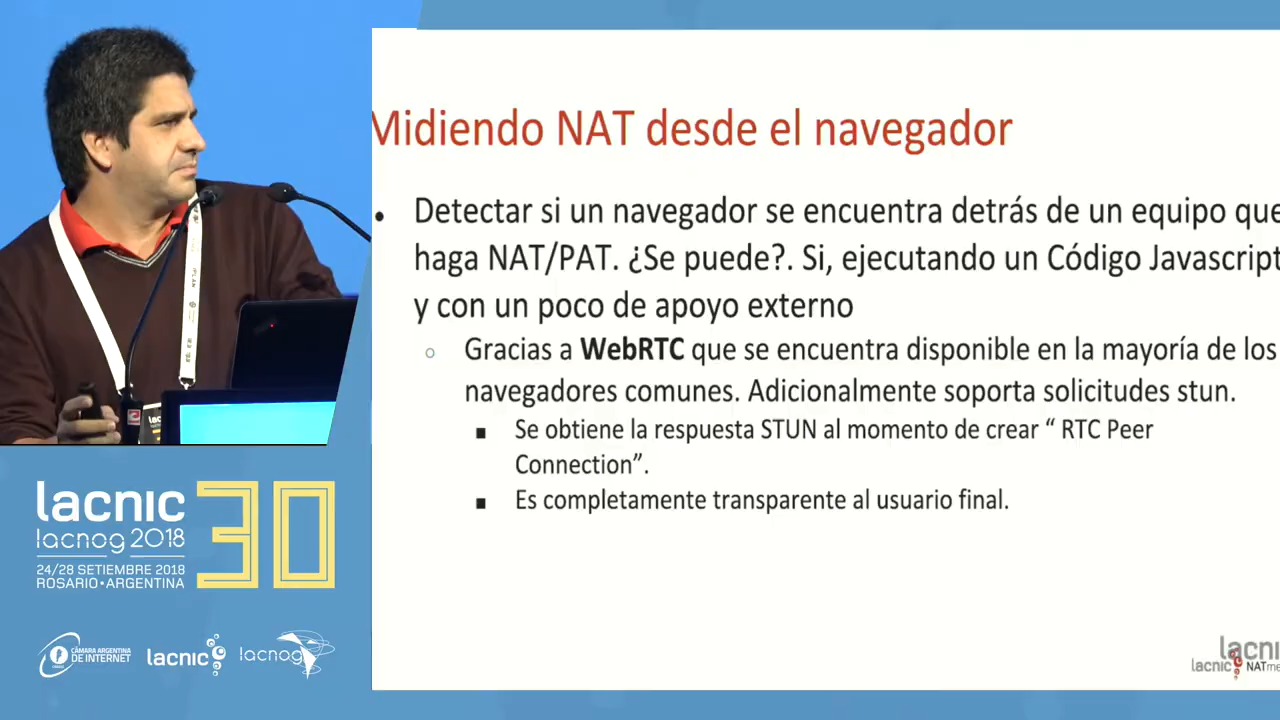 Midiendo NAT desde el navegador
Detectar si un navegador se encuentra detrás de un equipo que
haga NAT/PAT. ¿Se puede?. Si, ejecutando un Código Javascript
y con un poco de apoyo externo
Gracias a WebRTC que se encuentra disponible en la mayoría de los
navegadores comunes. Adicionalmente soporta solicitudes stun.
Se obtiene la respuesta STUN al momento de crear “ RTC Peer
Connection”.
Es completamente transparente al usuario final.
lacnic 30
lacnog 2018
24/28 SETIEMBRE 2018
ROSARIO•ARGENTINA
CÁMARA ARGENTINA
DE INTERNET
lacnic
lacnog
lacnic
NAT